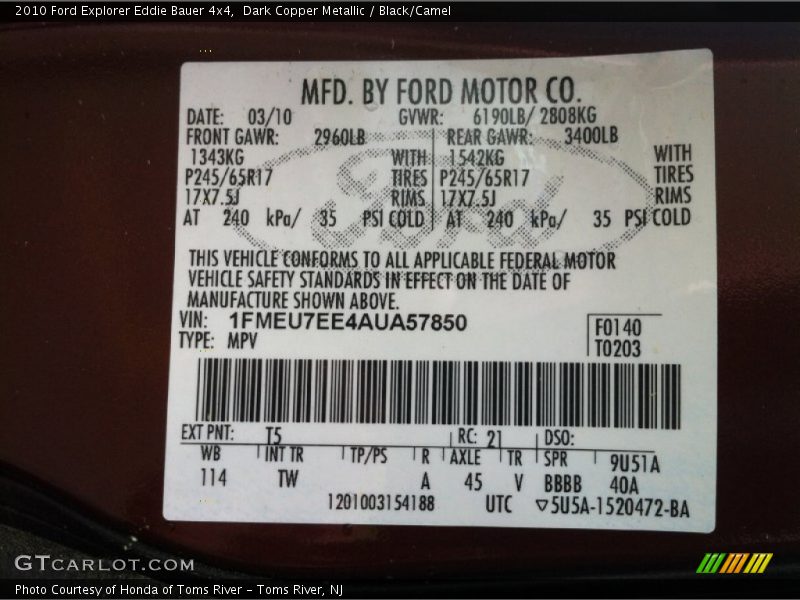 2010 Ford Explorer Eddie Bauer 4x4,  Dark Copper Metallic / Black/Camel
MFD. BY FORD MOTOR CO.
DATE: 03/10 GVWR: 6190LB/ 2808KG
FRONT GAWR: 2960LB REAR GAWR: 3400LB
1343KG WITH 1542KG WITH
P245/65R17 TIRES P245/65R17 TIRES
17X7.5J RIMS 17X7.5J RIMS
AT 240 kPa/ 35 PSI COLD AT 240 kPa/ 35 PSI COLD
Ford
THIS VEHICLE CONFORMS TO ALL APPLICABLE FEDERAL MOTOR
VEHICLE SAFETY STANDARDS IN EFFECT ON THE DATE OF
MANUFACTURE SHOWN ABOVE.
VIN: 1FMEU7EE4AUA57850 F0140
TYPE: MPV T0203
EXT PNT: T5 RC: 21 DSO:
WB INT TR TP/PS R AXLE TR SPR 9U51A
114 TW A 45 V BBBB 40A
1201003154188 UTC ▽5U5A-1520472-BA
GTCARLOT.COM
Photo Courtesy of Honda of Toms River – Toms River, NJ